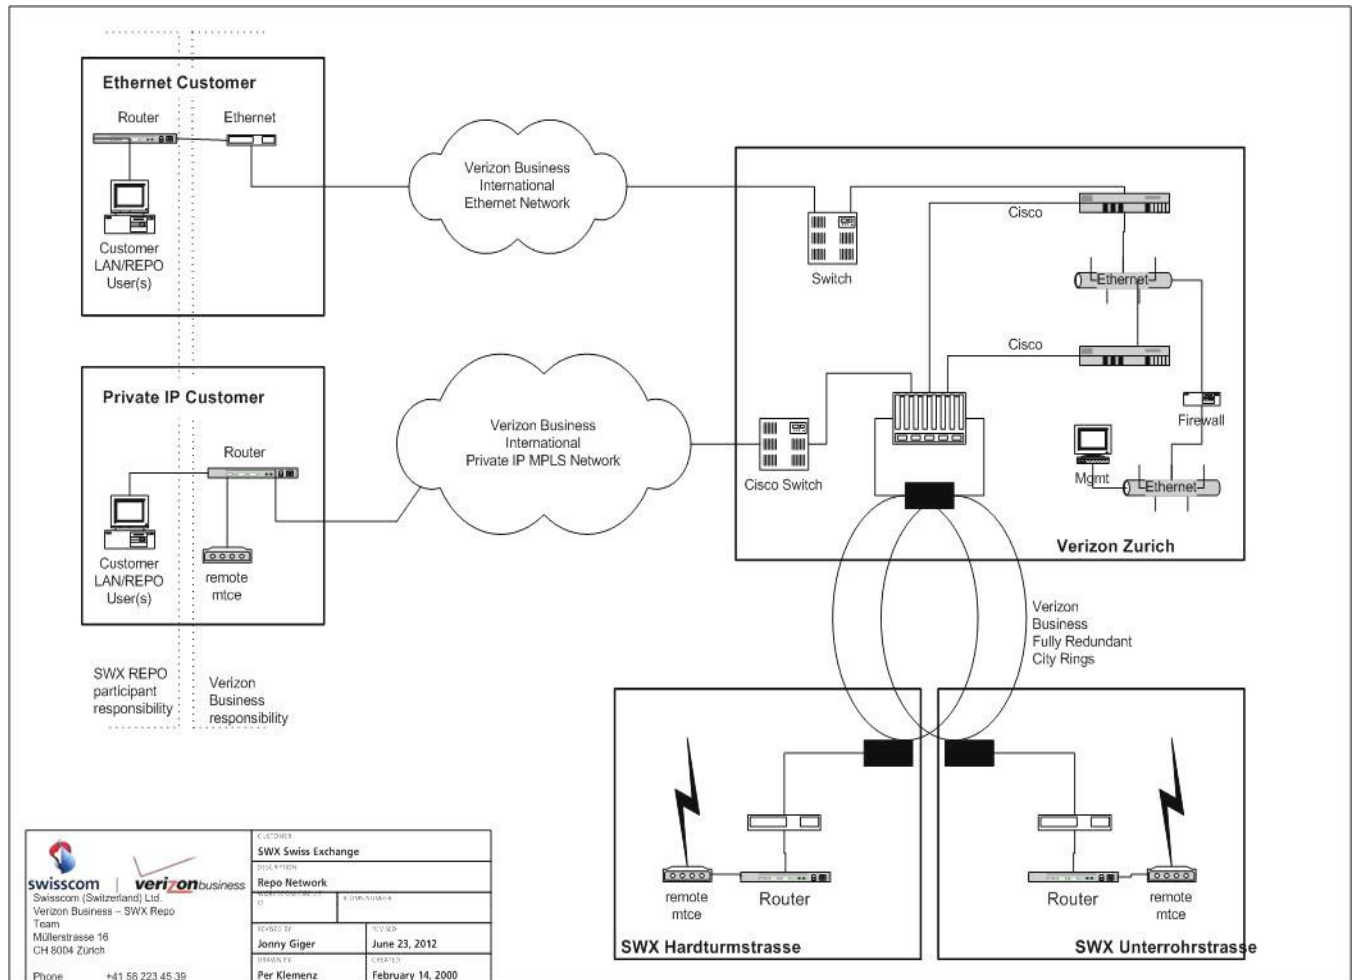 Ethernet Customer
Router
Ethernet
Customer
LAN/REPO
User(s)
Verizon Business
International
Ethernet Network
Switch
Cisco
Ethernet
Cisco
Firewall
Mgmt
Ethernet
Cisco Switch
Verizon Zurich
Private IP Customer
Router
Customer
LAN/REPO
User(s)
remote
mtce
Verizon Business
International
Private IP MPLS Network
SWX REPO
participant
responsibility
Verizon
Business
responsibility
Verizon
Business
Fully Redundant
City Rings
remote
mtce
Router
SWX Hardturmstrasse
Router
remote
mtce
SWX Unterrohrstrasse
swisscom
verizonbusiness
Swisscom (Switzerland) Ltd.
Verizon Business – SWX Repo
Team
Müllerstrasse 16
CH 8004 Zürich
Phone +41 58 223 45 39
CUSTOMER
SWX Swiss Exchange
DESCRIPTION
Repo Network
REVISED BY
Jonny Giger
REVISED
June 23, 2012
DRAWN BY
Per Klemenz
CREATED
February 14, 2000